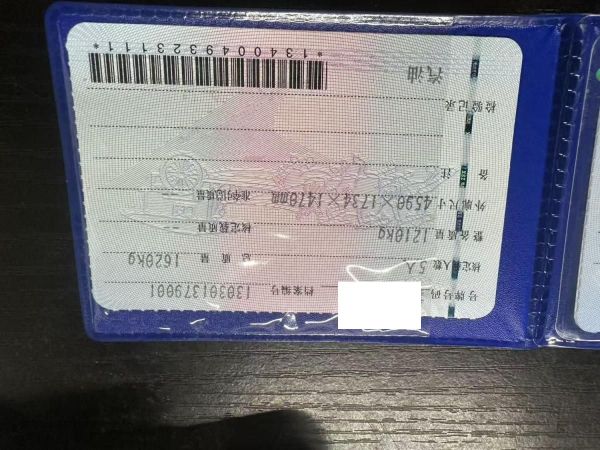 号牌号码 档案编号 130301379001
核定载人数 5人 总质量 1620kg
整备质量 1210kg 核定载质量 --
外廓尺寸 4590×1734×1470mm 准牵引总质量 --
备注
检验记录
汽油
*1340049323111*